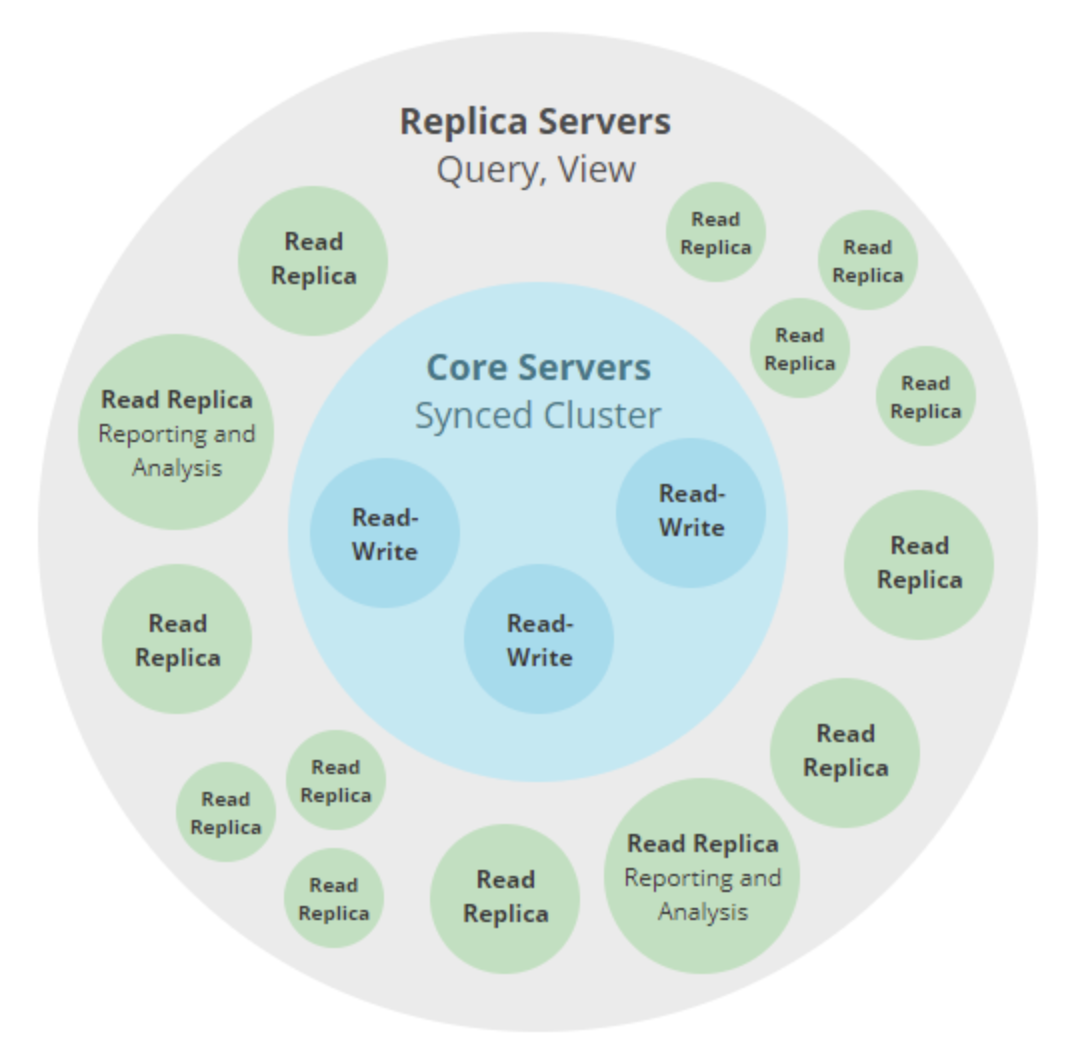 Replica Servers
Query, View
Read
Replica
Read
Replica
Read
Replica
Read
Replica
Core Servers
Synced Cluster
Read
Replica
Read Replica
Reporting and
Analysis
Read-
Write
Read-
Write
Read-
Write
Read
Replica
Read
Replica
Read
Replica
Read
Replica
Read
Replica
Read
Replica
Read
Replica
Read Replica
Reporting and
Analysis